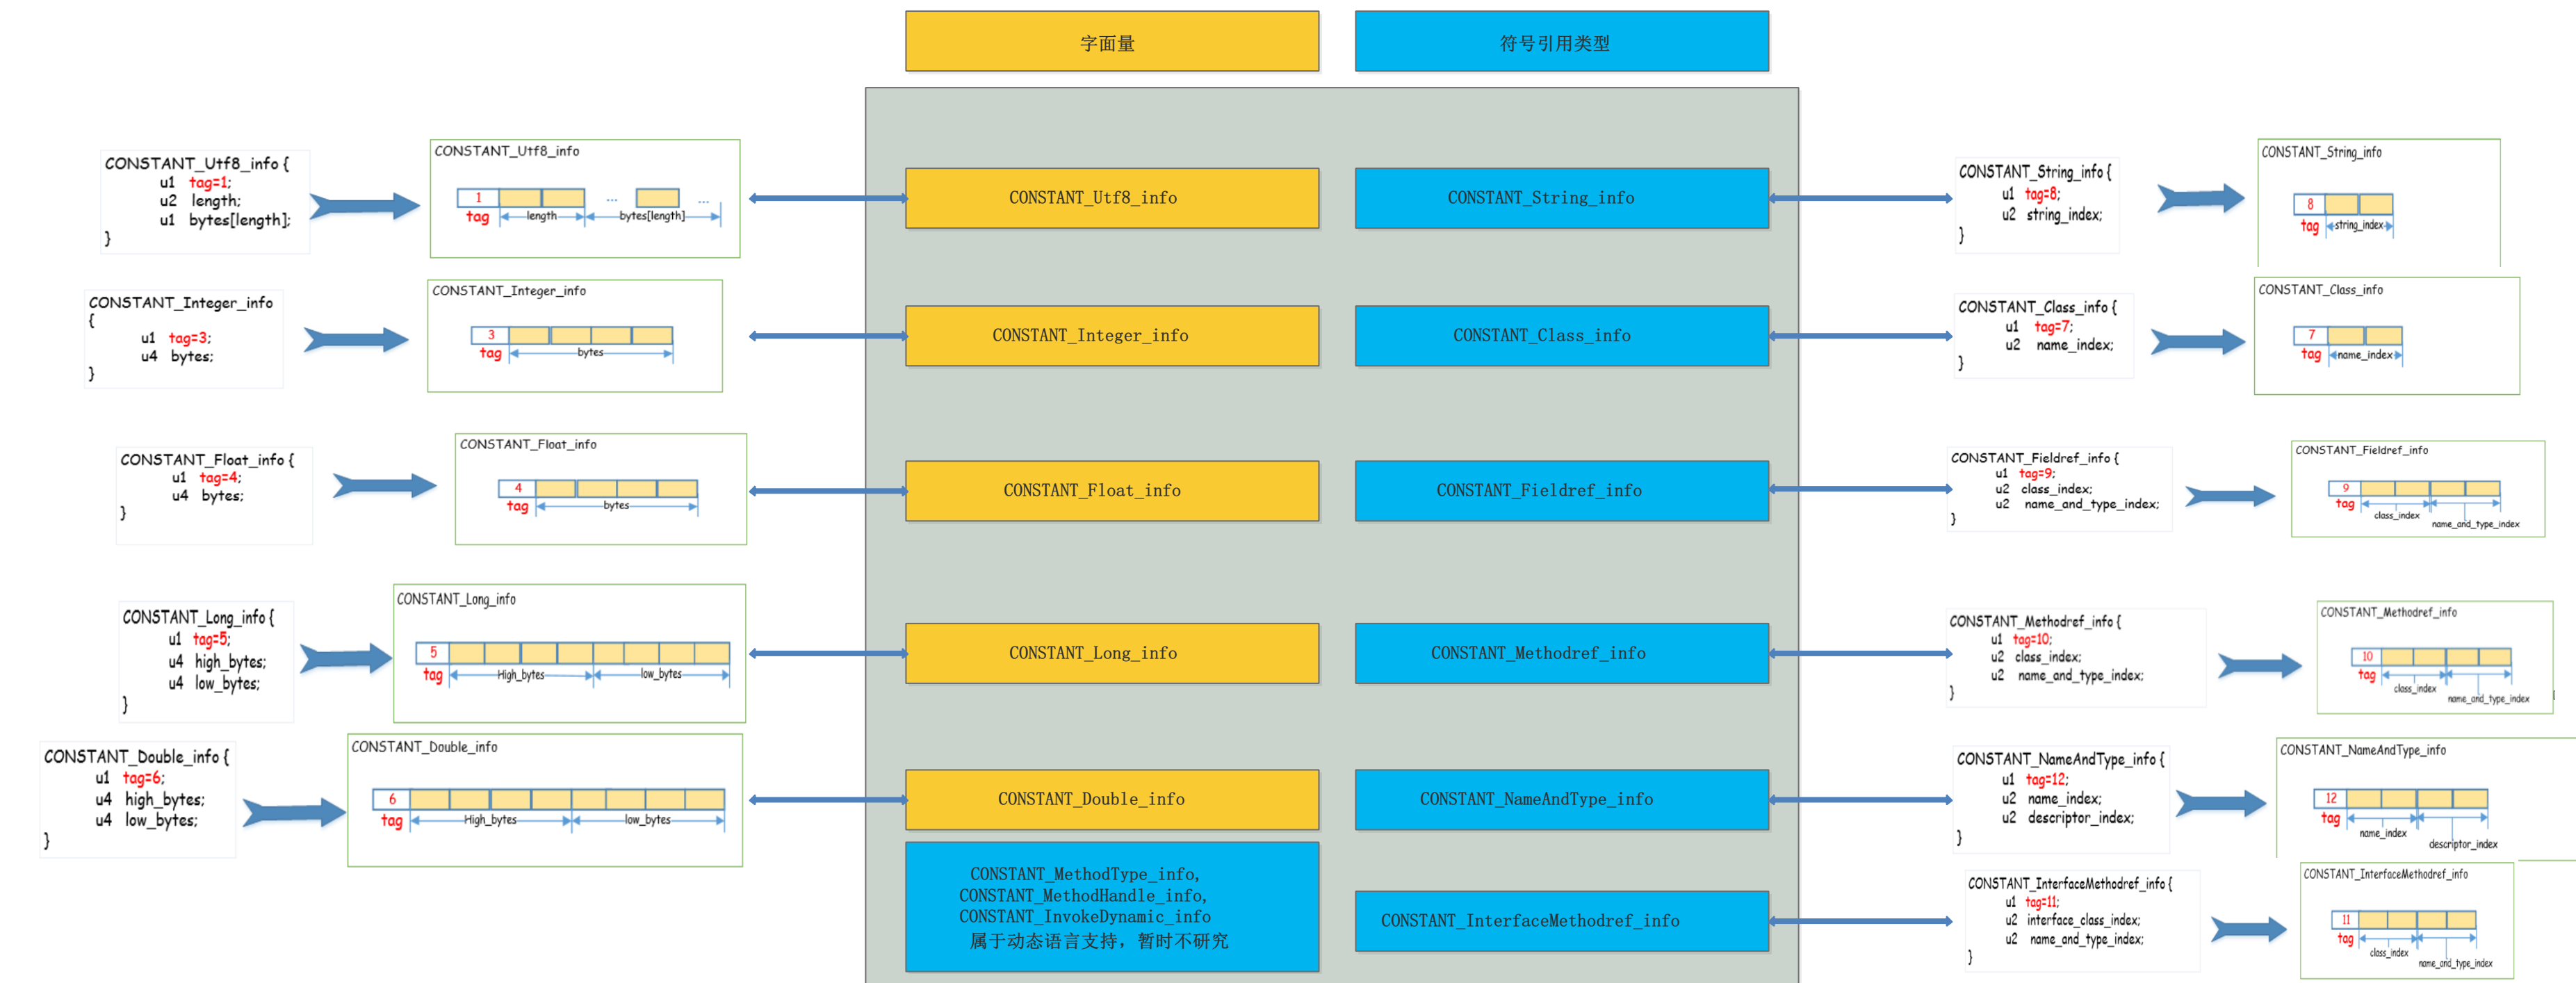 字面量
符号引用类型
CONSTANT_Utf8_info {
u1 tag=1;
u2 length;
u1 bytes[length];
}
CONSTANT_Utf8_info
1
... ...
tag length bytes[length]
CONSTANT_Utf8_info
CONSTANT_String_info
CONSTANT_String_info {
u1 tag=8;
u2 string_index;
}
CONSTANT_String_info
8
tag string_index
CONSTANT_Integer_info
{
u1 tag=3;
u4 bytes;
}
CONSTANT_Integer_info
3
tag bytes
CONSTANT_Integer_info
CONSTANT_Class_info
CONSTANT_Class_info {
u1 tag=7;
u2 name_index;
}
CONSTANT_Class_info
7
tag name_index
CONSTANT_Float_info {
u1 tag=4;
u4 bytes;
}
CONSTANT_Float_info
4
tag bytes
CONSTANT_Float_info
CONSTANT_Fieldref_info
CONSTANT_Fieldref_info {
u1 tag=9;
u2 class_index;
u2 name_and_type_index;
}
CONSTANT_Fieldref_info
9
tag
class_index
name_and_type_index
CONSTANT_Long_info {
u1 tag=5;
u4 high_bytes;
u4 low_bytes;
}
CONSTANT_Long_info
5
tag High_bytes low_bytes
CONSTANT_Long_info
CONSTANT_Methodref_info
CONSTANT_Methodref_info {
u1 tag=10;
u2 class_index;
u2 name_and_type_index;
}
CONSTANT_Methodref_info
10
tag
class_index
name_and_type_index
CONSTANT_Double_info {
u1 tag=6;
u4 high_bytes;
u4 low_bytes;
}
CONSTANT_Double_info
6
tag High_bytes low_bytes
CONSTANT_Double_info
CONSTANT_NameAndType_info
CONSTANT_NameAndType_info {
u1 tag=12;
u2 name_index;
u2 descriptor_index;
}
CONSTANT_NameAndType_info
12
tag
name_index
descriptor_index
CONSTANT_MethodType_info,
CONSTANT_MethodHandle_info,
CONSTANT_InvokeDynamic_info
属于动态语言支持，暂时不研究
CONSTANT_InterfaceMethodref_info
CONSTANT_InterfaceMethodref_info {
u1 tag=11;
u2 interface_class_index;
u2 name_and_type_index;
}
CONSTANT_InterfaceMethodref_info
11
tag
class_index
name_and_type_index